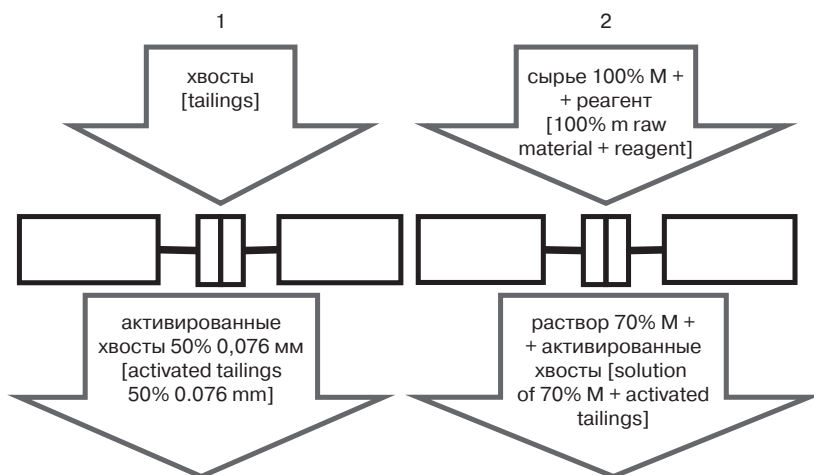 1
хвосты
[tailings]
2
сырье 100% М +
+ реагент
[100% m raw
material + reagent]
активированные
хвосты 50% 0,076 мм
[activated tailings
50% 0.076 mm]
раствор 70% М +
+ активированные
хвосты [solution
of 70% М + activated
tailings]